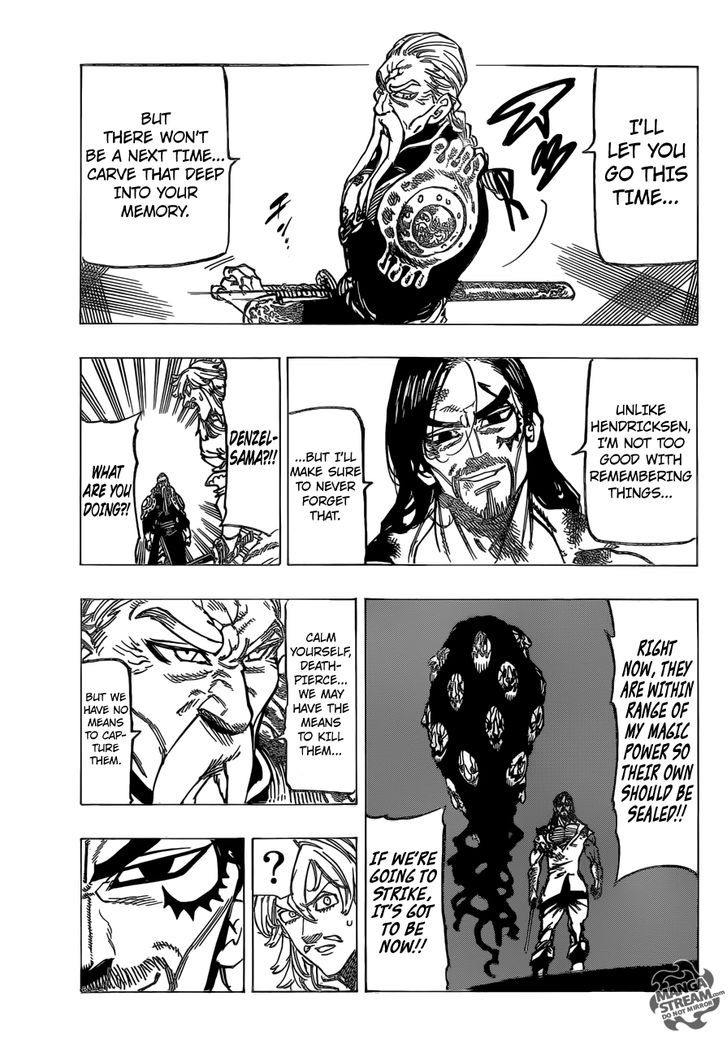 I'LL
LET YOU
GO THIS
TIME...
BUT
THERE WON'T
BE A NEXT TIME...
CARVE THAT DEEP
INTO YOUR
MEMORY.
UNLIKE
HENDRICKSEN,
I'M NOT TOO
GOOD WITH
REMEMBERING
THINGS...
...BUT I'LL
MAKE SURE
TO NEVER
FORGET
THAT.
DENZEL-
SAMA?!!
WHAT
ARE YOU
DOING?!
RIGHT
NOW, THEY
ARE WITHIN
RANGE OF
MY MAGIC
POWER SO
THEIR OWN
SHOULD BE
SEALED!!
IF WE'RE
GOING TO
STRIKE,
IT'S GOT
TO BE
NOW!!
CALM
YOURSELF,
DEATH-
PIERCE...
WE MAY
HAVE THE
MEANS
TO KILL
THEM...
BUT WE
HAVE NO
MEANS
TO CAP-
TURE
THEM.
?
MANGA
STREAM.com
DO NOT MIRROR